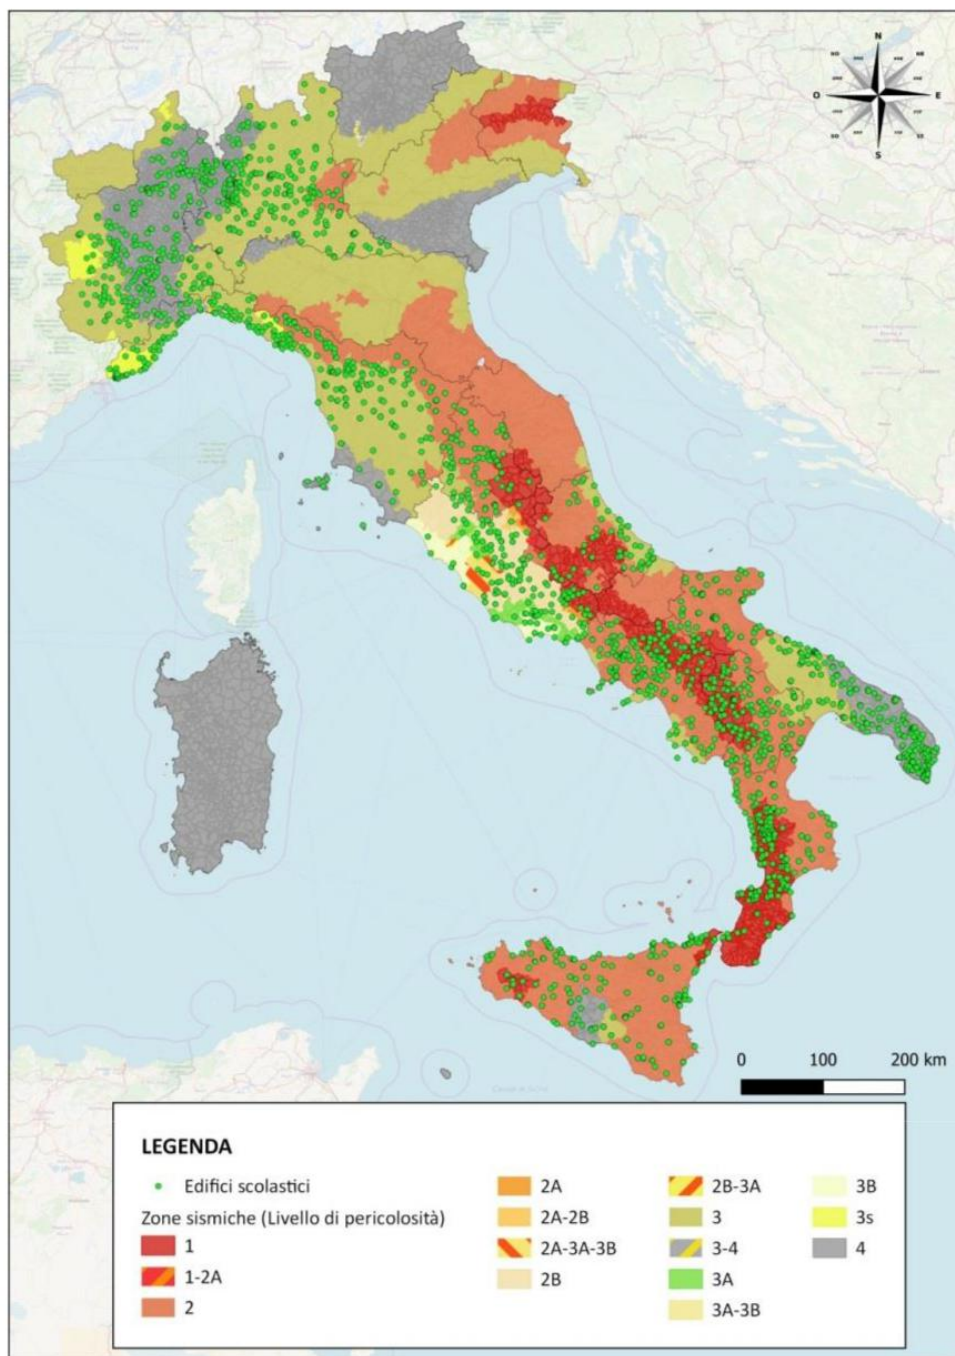 N
O
E
S
0 100 200 km
LEGENDA
Edifici scolastici
Zone sismiche (Livello di pericolosità)
1
1-2A
2
2A
2A-2B
2A-3A-3B
2B
2B-3A
3
3-4
3A
3A-3B
3B
3s
4